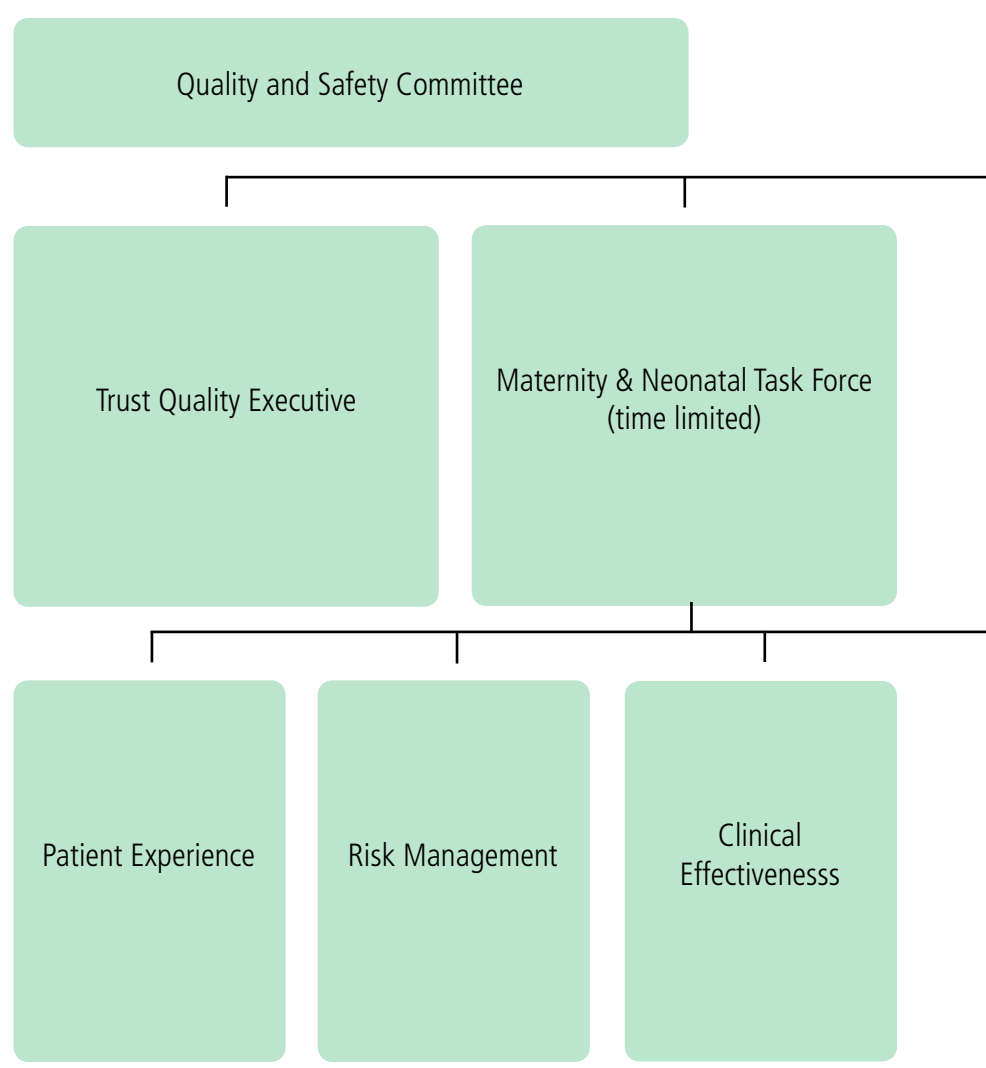 Quality and Safety Committee
Trust Quality Executive
Maternity & Neonatal Task Force
(time limited)
Patient Experience
Risk Management
Clinical
Effectivenesss